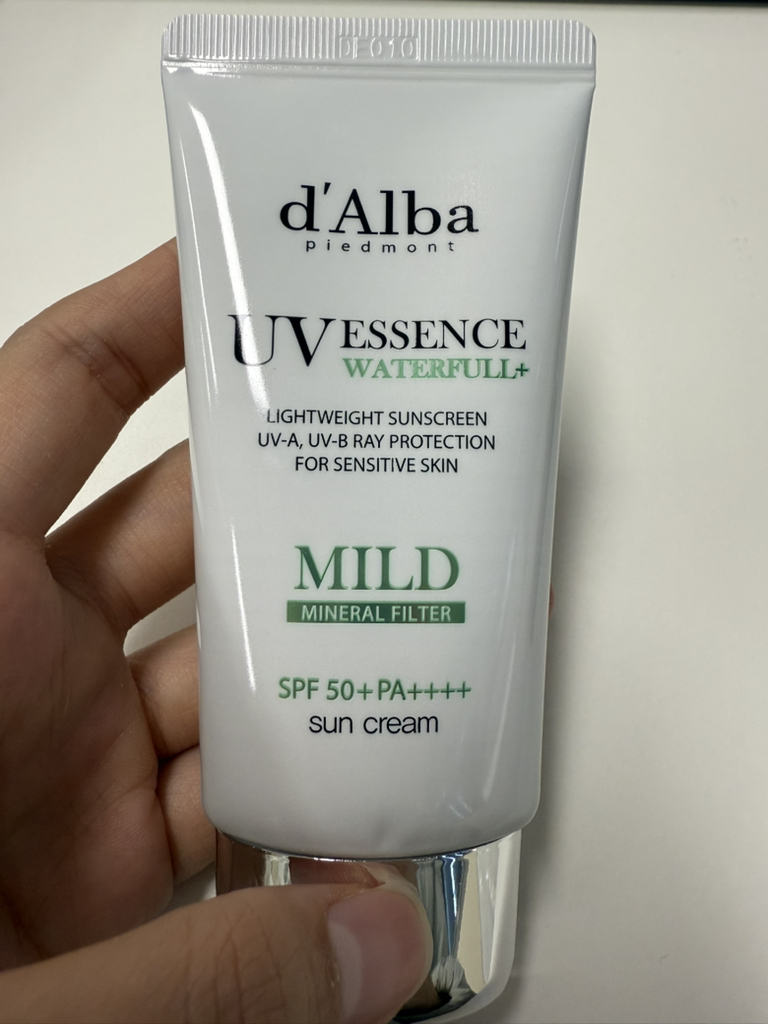 d'Alba
piedmont
UV ESSENCE
WATERFULL+
LIGHTWEIGHT SUNSCREEN
UV-A, UV-B RAY PROTECTION
FOR SENSITIVE SKIN
MILD
MINERAL FILTER
SPF 50+PA++++
sun cream